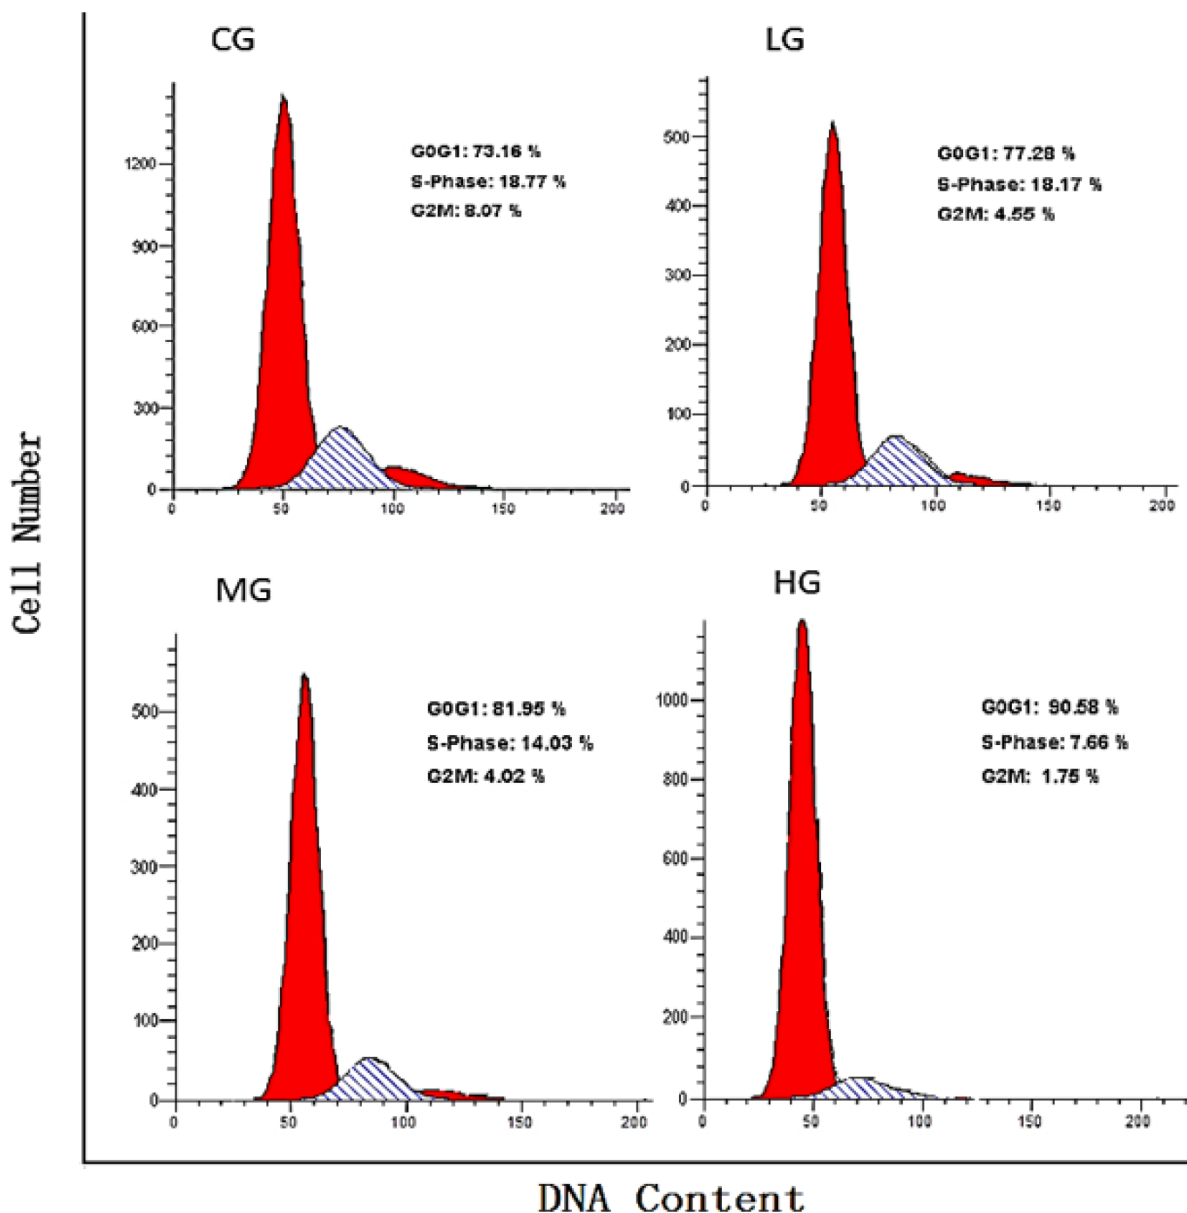 CG
G0G1: 73.16 %
S-Phase: 18.77 %
G2M: 8.07 %
1200
900
600
300
0
0 50 100 150 200
LG
G0G1: 77.28 %
S-Phase: 18.17 %
G2M: 4.55 %
500
400
300
200
100
0
0 50 100 150 200
MG
G0G1: 81.95 %
S-Phase: 14.03 %
G2M: 4.02 %
500
400
300
200
100
0
0 50 100 150 200
HG
G0G1: 90.58 %
S-Phase: 7.66 %
G2M: 1.75 %
1000
800
600
400
200
0
0 50 100 150 200
Cell Number
DNA Content